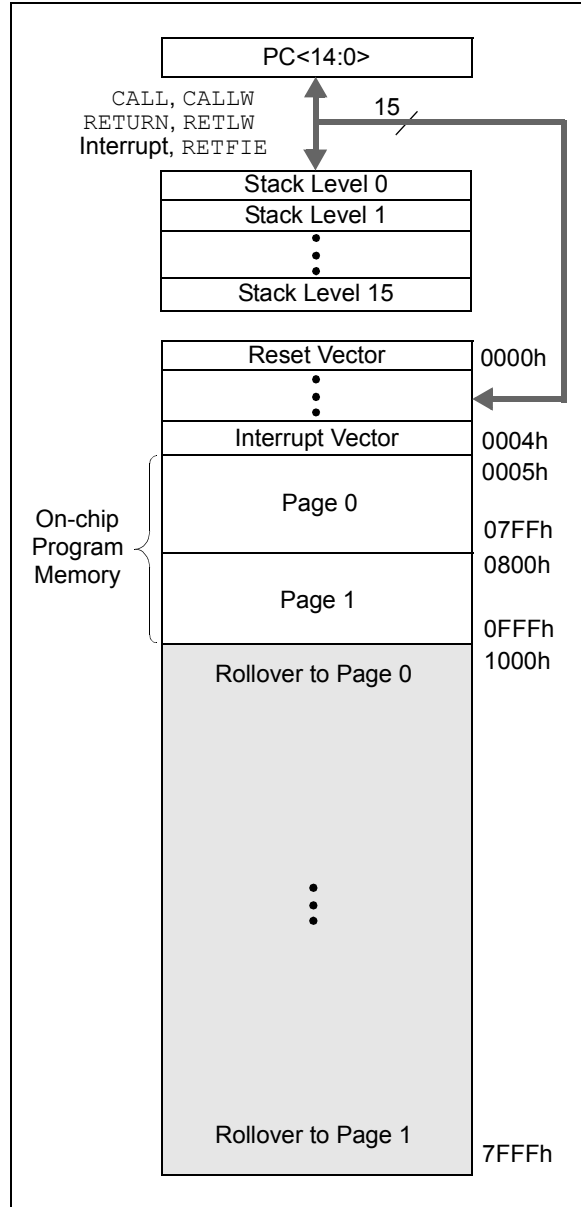 PC<14:0>
CALL, CALLW
RETURN, RETLW
Interrupt, RETFIE
15
Stack Level 0
Stack Level 1
Stack Level 15
Reset Vector
0000h
Interrupt Vector
0004h
0005h
On-chip
Program
Memory
Page 0
07FFh
0800h
Page 1
0FFFh
1000h
Rollover to Page 0
Rollover to Page 1
7FFFh